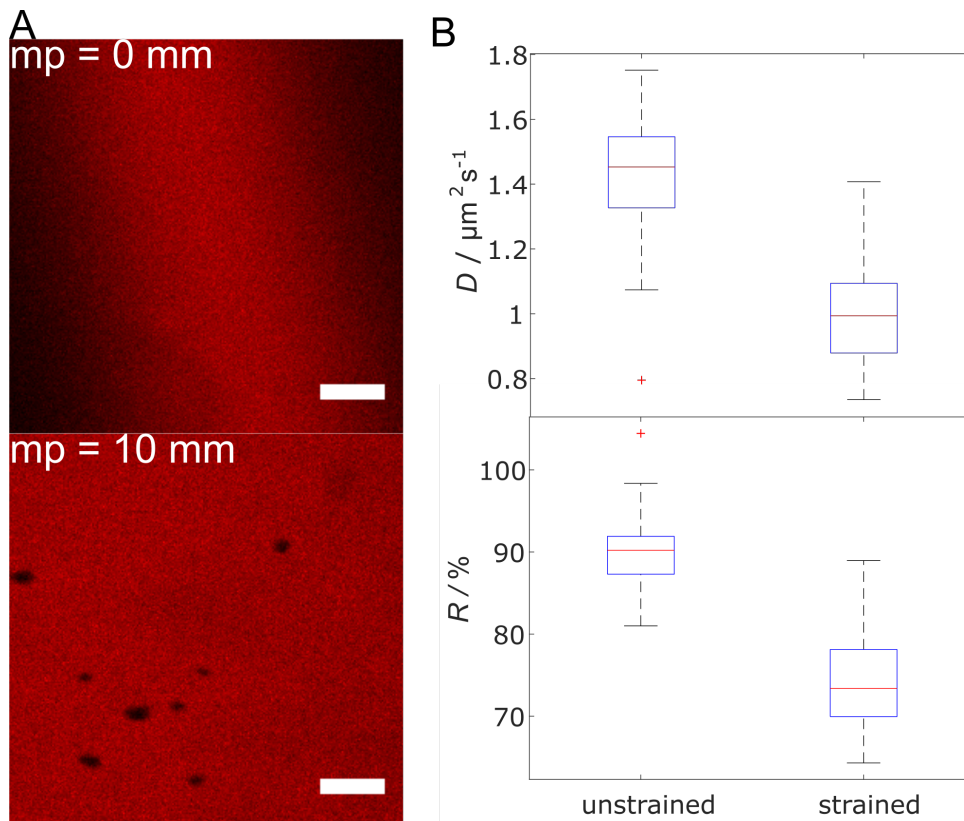 A
mp = 0 mm
mp = 10 mm
B
D / µm² s⁻¹
1.8
1.6
1.4
1.2
1
0.8
R / %
100
90
80
70
unstrained strained